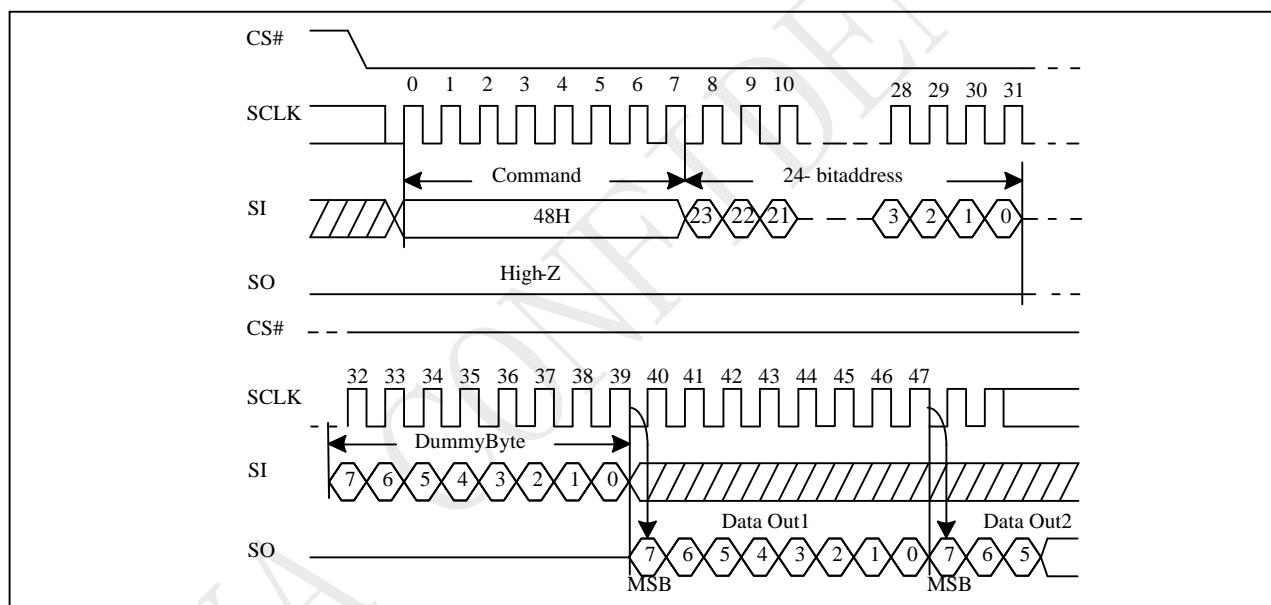 CS#
0 1 2 3 4 5 6 7 8 9 10 28 29 30 31
SCLK
Command 24- bitaddress
SI 48H 23 22 21 3 2 1 0
High-Z
SO
CS#
32 33 34 35 36 37 38 39 40 41 42 43 44 45 46 47
SCLK
DummyByte
SI 7 6 5 4 3 2 1 0
Data Out1 Data Out2
SO 7 6 5 4 3 2 1 0 7 6 5
MSB MSB